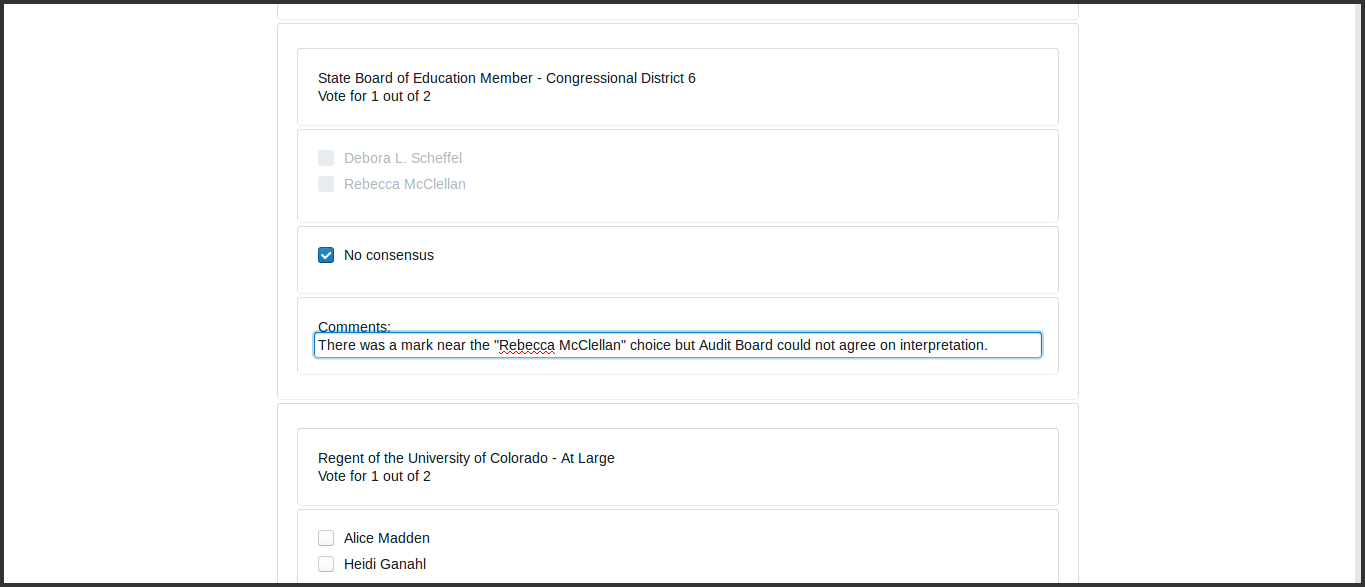 State Board of Education Member - Congressional District 6
Vote for 1 out of 2
Debora L. Scheffel
Rebecca McClellan
No consensus
Comments:
There was a mark near the "Rebecca McClellan" choice but Audit Board could not agree on interpretation.
Regent of the University of Colorado - At Large
Vote for 1 out of 2
Alice Madden
Heidi Ganahl